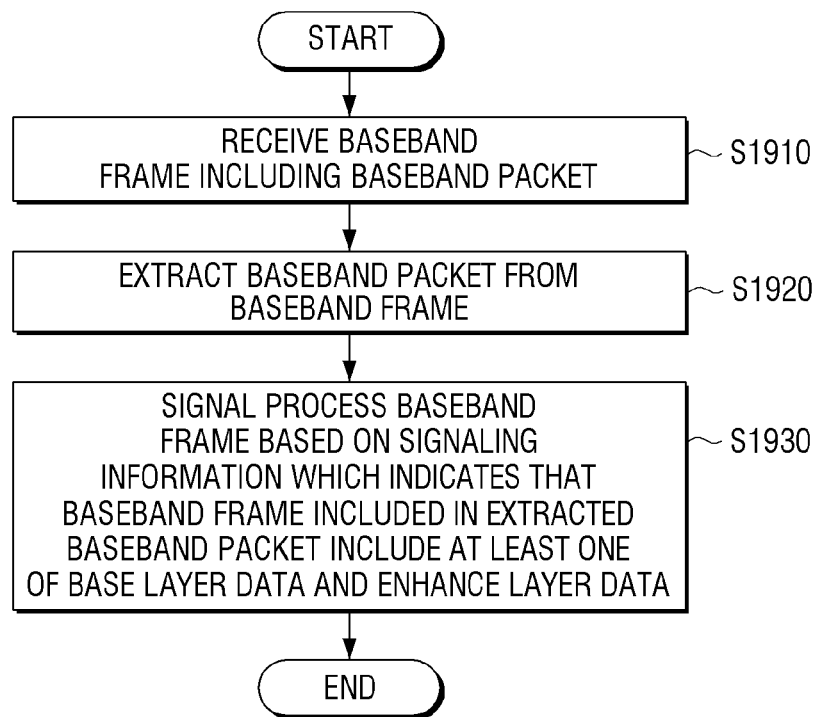 START
RECEIVE BASEBAND
FRAME INCLUDING BASEBAND PACKET
S1910
EXTRACT BASEBAND PACKET FROM
BASEBAND FRAME
S1920
SIGNAL PROCESS BASEBAND
FRAME BASED ON SIGNALING
INFORMATION WHICH INDICATES THAT
BASEBAND FRAME INCLUDED IN EXTRACTED
BASEBAND PACKET INCLUDE AT LEAST ONE
OF BASE LAYER DATA AND ENHANCE LAYER DATA
S1930
END